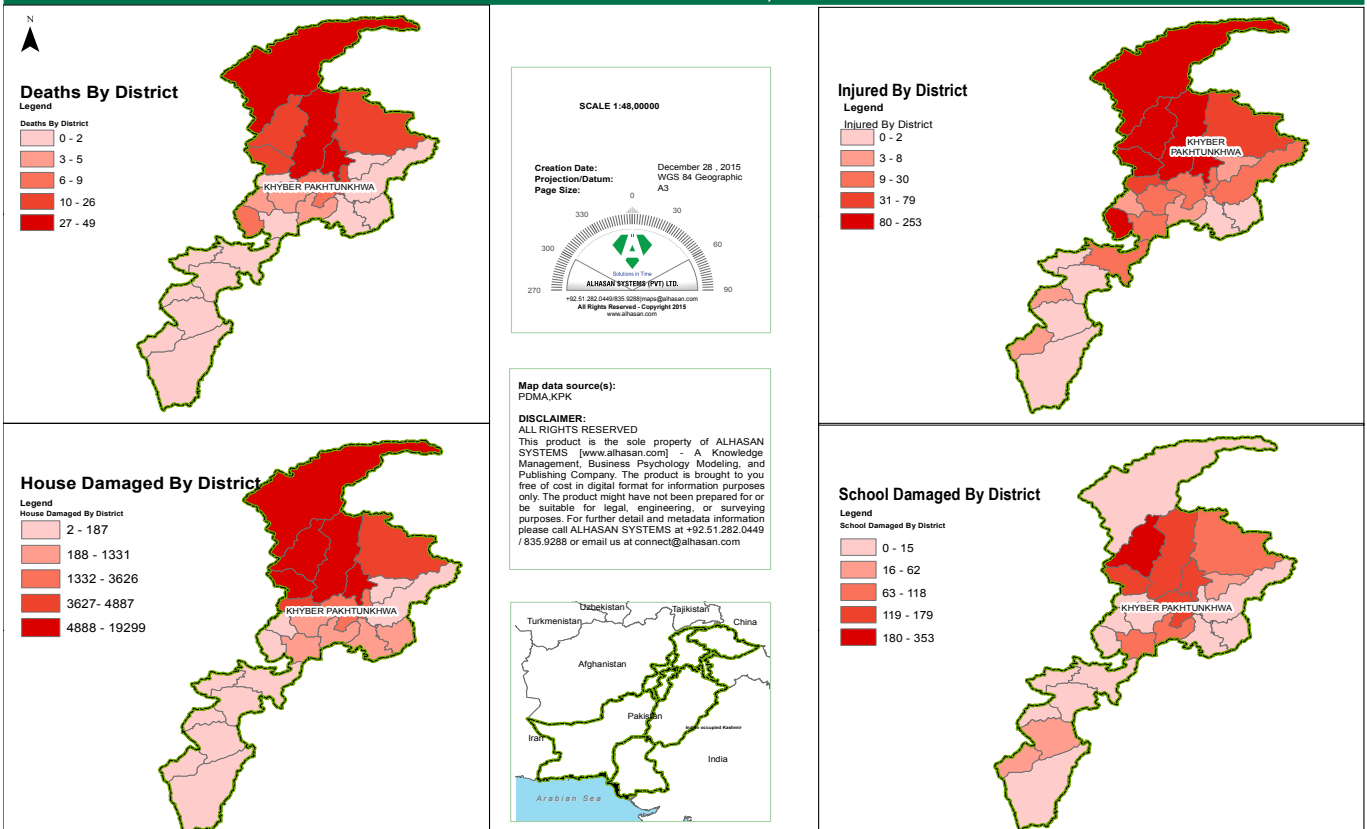 N
Deaths By District
Legend
Deaths By District
0 - 2
3 - 5
6 - 9
10 - 26
27 - 49
KHYBER PAKHTUNKHWA
SCALE 1:48,00000
Creation Date: December 28 , 2015
Projection/Datum: WGS 84 Geographic
Page Size: A3
270
300
330
0
30
60
90
Solutions in Time
ALHASAN SYSTEMS (PVT) LTD.
+92.51.282.0449/835.9288|maps@alhasan.com
All Rights Reserved - Copyright 2015
www.alhasan.com
Injured By District
Legend
Injured By District
0 - 2
3 - 8
9 - 30
31 - 79
80 - 253
KHYBER
PAKHTUNKHWA
Map data source(s):
PDMA,KPK
DISCLAIMER:
ALL RIGHTS RESERVED
This product is the sole property of ALHASAN
SYSTEMS [www.alhasan.com] - A Knowledge
Management, Business Psychology Modeling, and
Publishing Company. The product is brought to you
free of cost in digital format for information purposes
only. The product might have not been prepared for or
be suitable for legal, engineering, or surveying
purposes. For further detail and metadata information
please call ALHASAN SYSTEMS at +92.51.282.0449
/ 835.9288 or email us at connect@alhasan.com
House Damaged By District
Legend
House Damaged By District
2 - 187
188 - 1331
1332 - 3626
3627- 4887
4888 - 19299
KHYBER PAKHTUNKHWA
Uzbekistan
Tajikistan
Turkmenistan
China
Afghanistan
Pakistan
Indian occupied Kashmir
Iran
India
Arabian Sea
School Damaged By District
Legend
School Damaged By District
0 - 15
16 - 62
63 - 118
119 - 179
180 - 353
KHYBER PAKHTUNKHWA